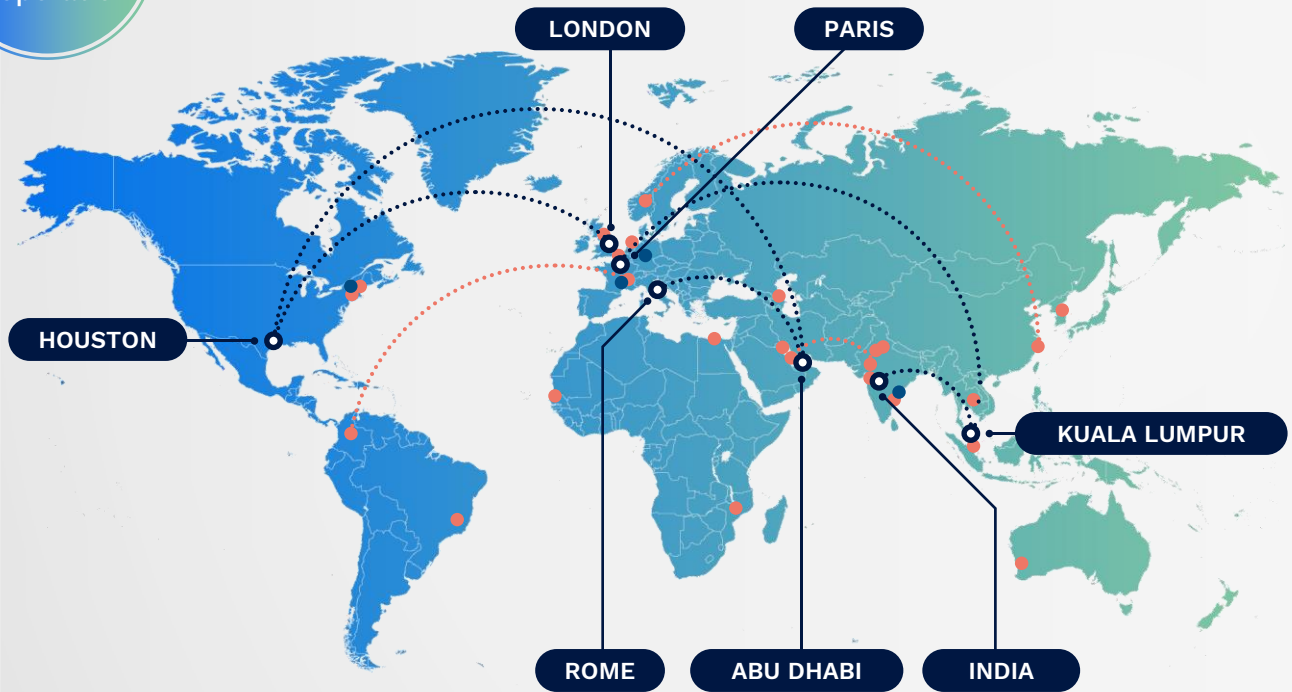 LONDON
PARIS
HOUSTON
KUALA LUMPUR
ROME
ABU DHABI
INDIA